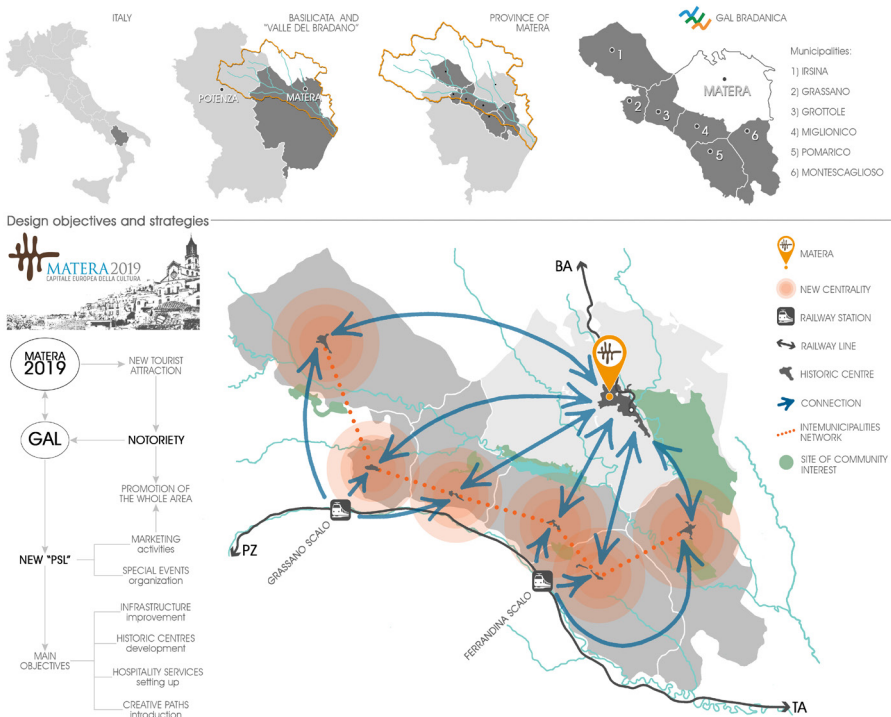 ITALY
BASILICATA AND
"VALLE DEL BRADANO"
POTENZA
MATERA
PROVINCE OF
MATERA
GAL BRADANICA
1
2
3
4
5
6
MATERA
Municipalities:
1) IRSINA
2) GRASSANO
3) GROTTOLE
4) MIGLIONICO
5) POMARICO
6) MONTESCAGLIOSO
Design objectives and strategies
MATERA2019
CAPITALE EUROPEA DELLA CULTURA
MATERA
2019
NEW TOURIST
ATTRACTION
GAL
NOTORIETY
PROMOTION OF
THE WHOLE AREA
NEW "PSL"
MARKETING
activities
SPECIAL EVENTS
organization
MAIN
OBJECTIVES
INFRASTRUCTURE
improvement
HISTORIC CENTRES
development
HOSPITALITY SERVICES
setting up
CREATIVE PATHS
introduction
BA
PZ
GRASSANO SCALO
FERRANDINA SCALO
TA
MATERA
NEW CENTRALITY
RAILWAY STATION
RAILWAY LINE
HISTORIC CENTRE
CONNECTION
INTEMUNICIPALITIES
NETWORK
SITE OF COMMUNITY
INTEREST